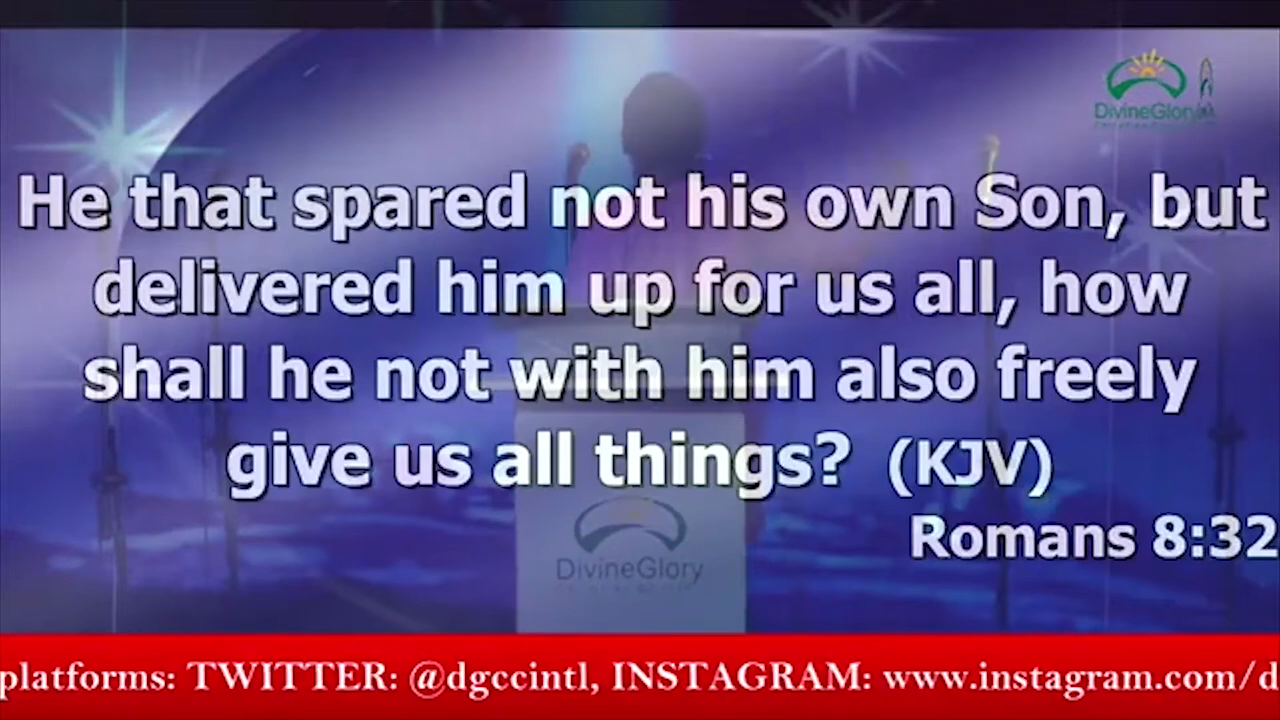 DivineGlory
He that spared not his own Son, but
delivered him up for us all, how
shall he not with him also freely
give us all things? (KJV)
Romans 8:32
DivineGlory
platforms: TWITTER: @dgccintl, INSTAGRAM: www.instagram.com/d